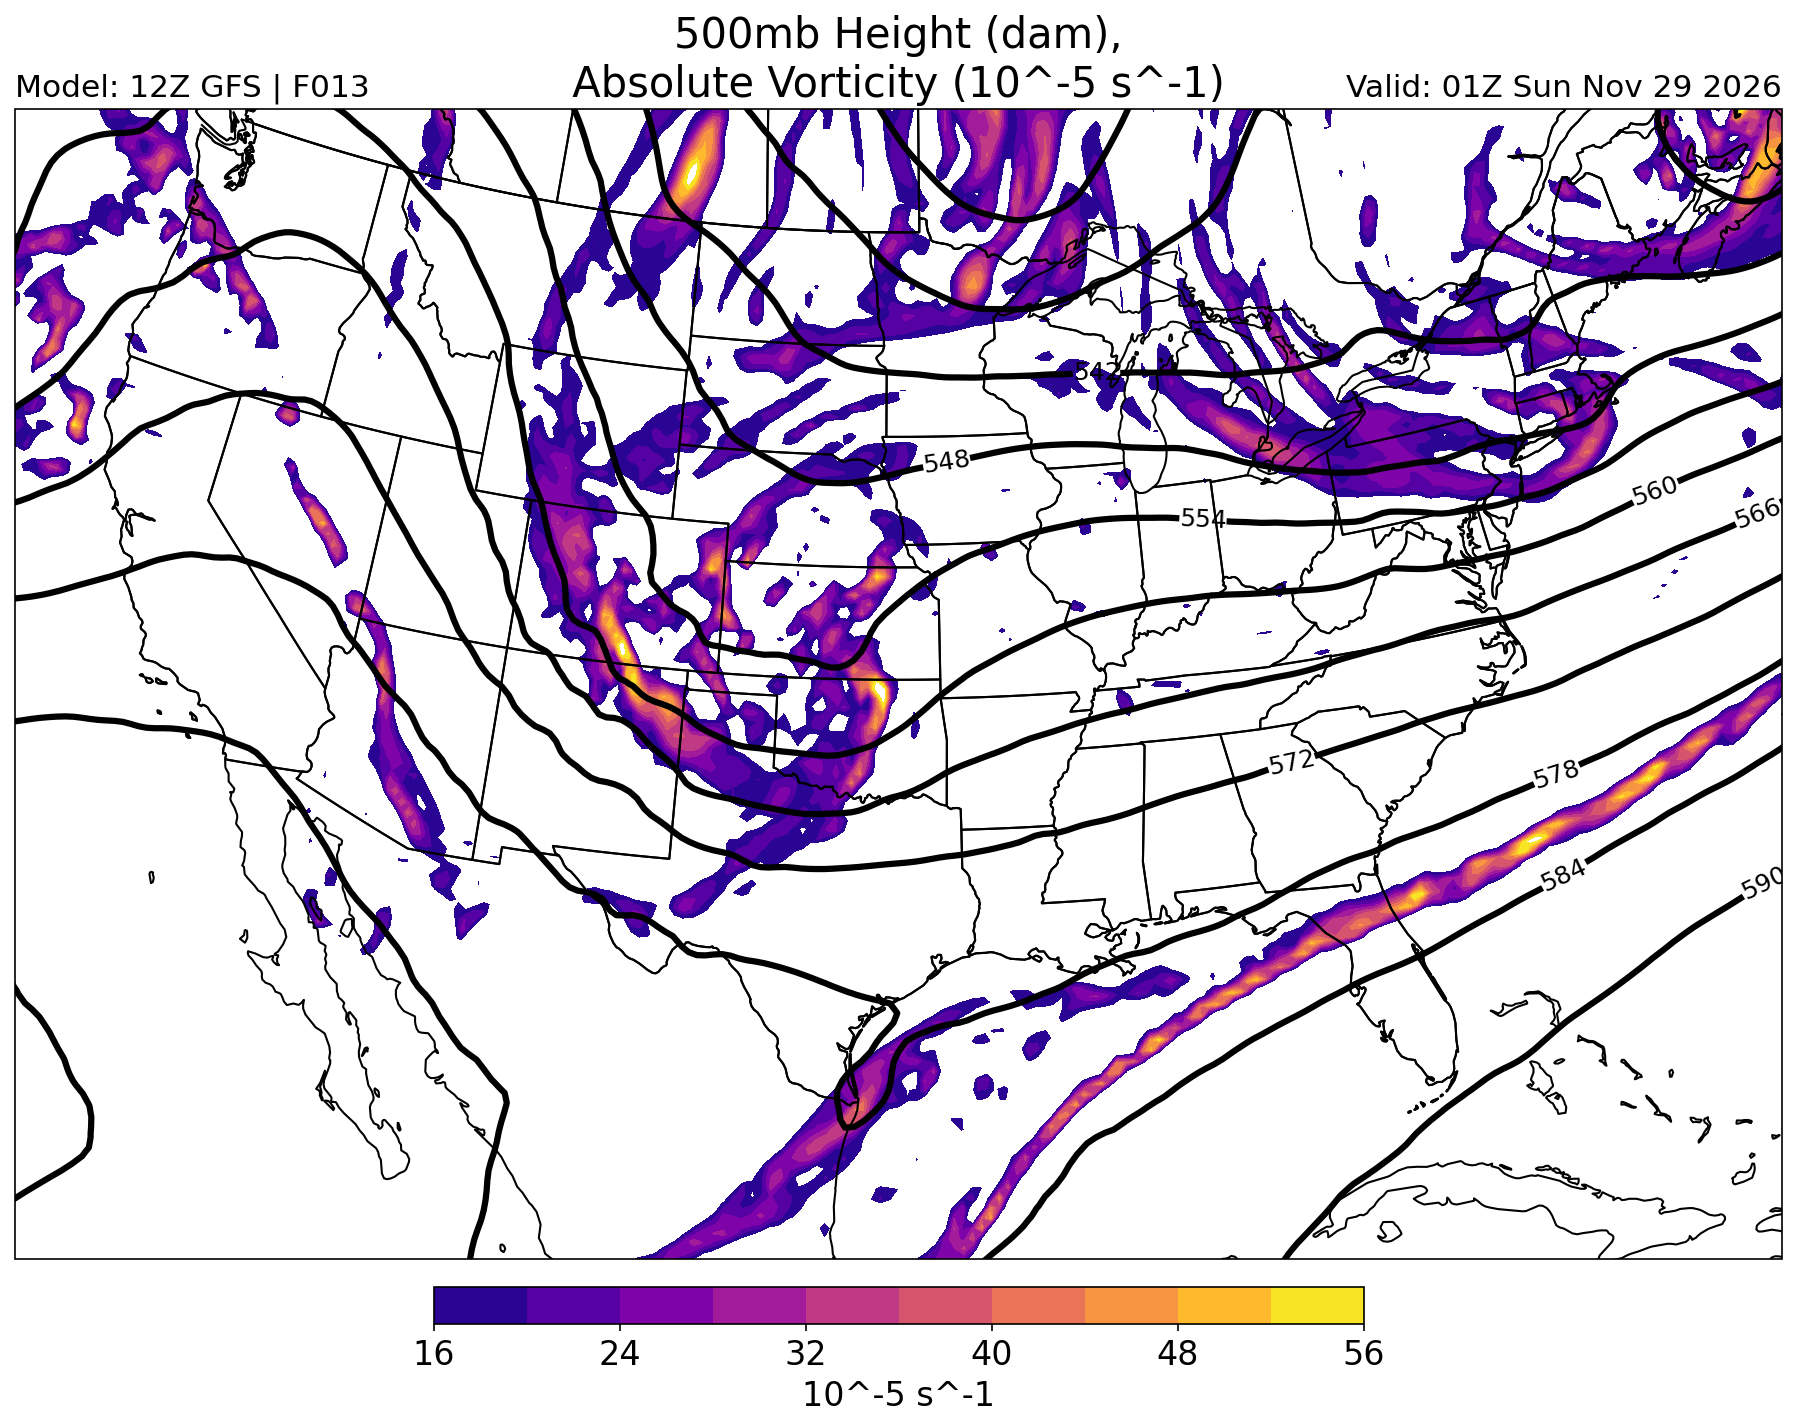 500mb Height (dam),
Model: 12Z GFS | F013
Absolute Vorticity (10^-5 s^-1)
Valid: 01Z Sun Nov 29 2026
542
548
554
560
566
572
578
584
590
16 24 32 40 48 56
10^-5 s^-1